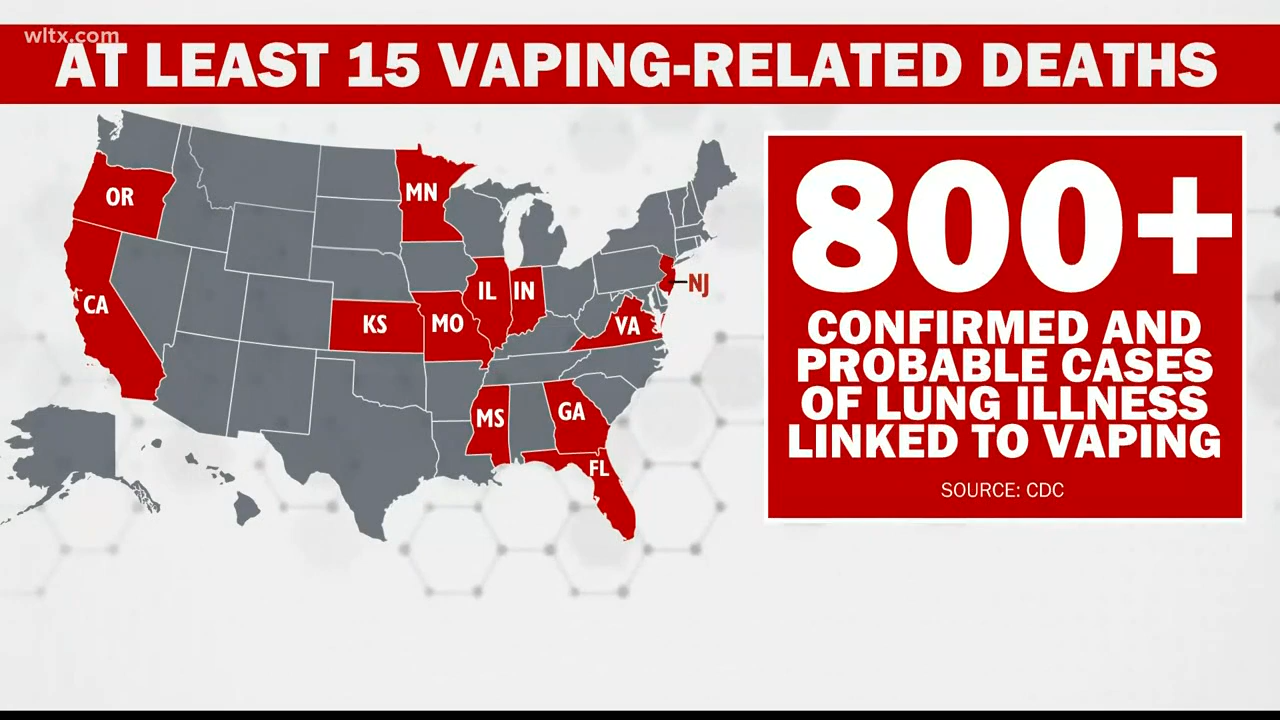 wltx.com
AT LEAST 15 VAPING-RELATED DEATHS
OR
MN
CA
KS
MO
IL
IN
NJ
VA
MS
GA
FL
800+
CONFIRMED AND
PROBABLE CASES
OF LUNG ILLNESS
LINKED TO VAPING
SOURCE: CDC